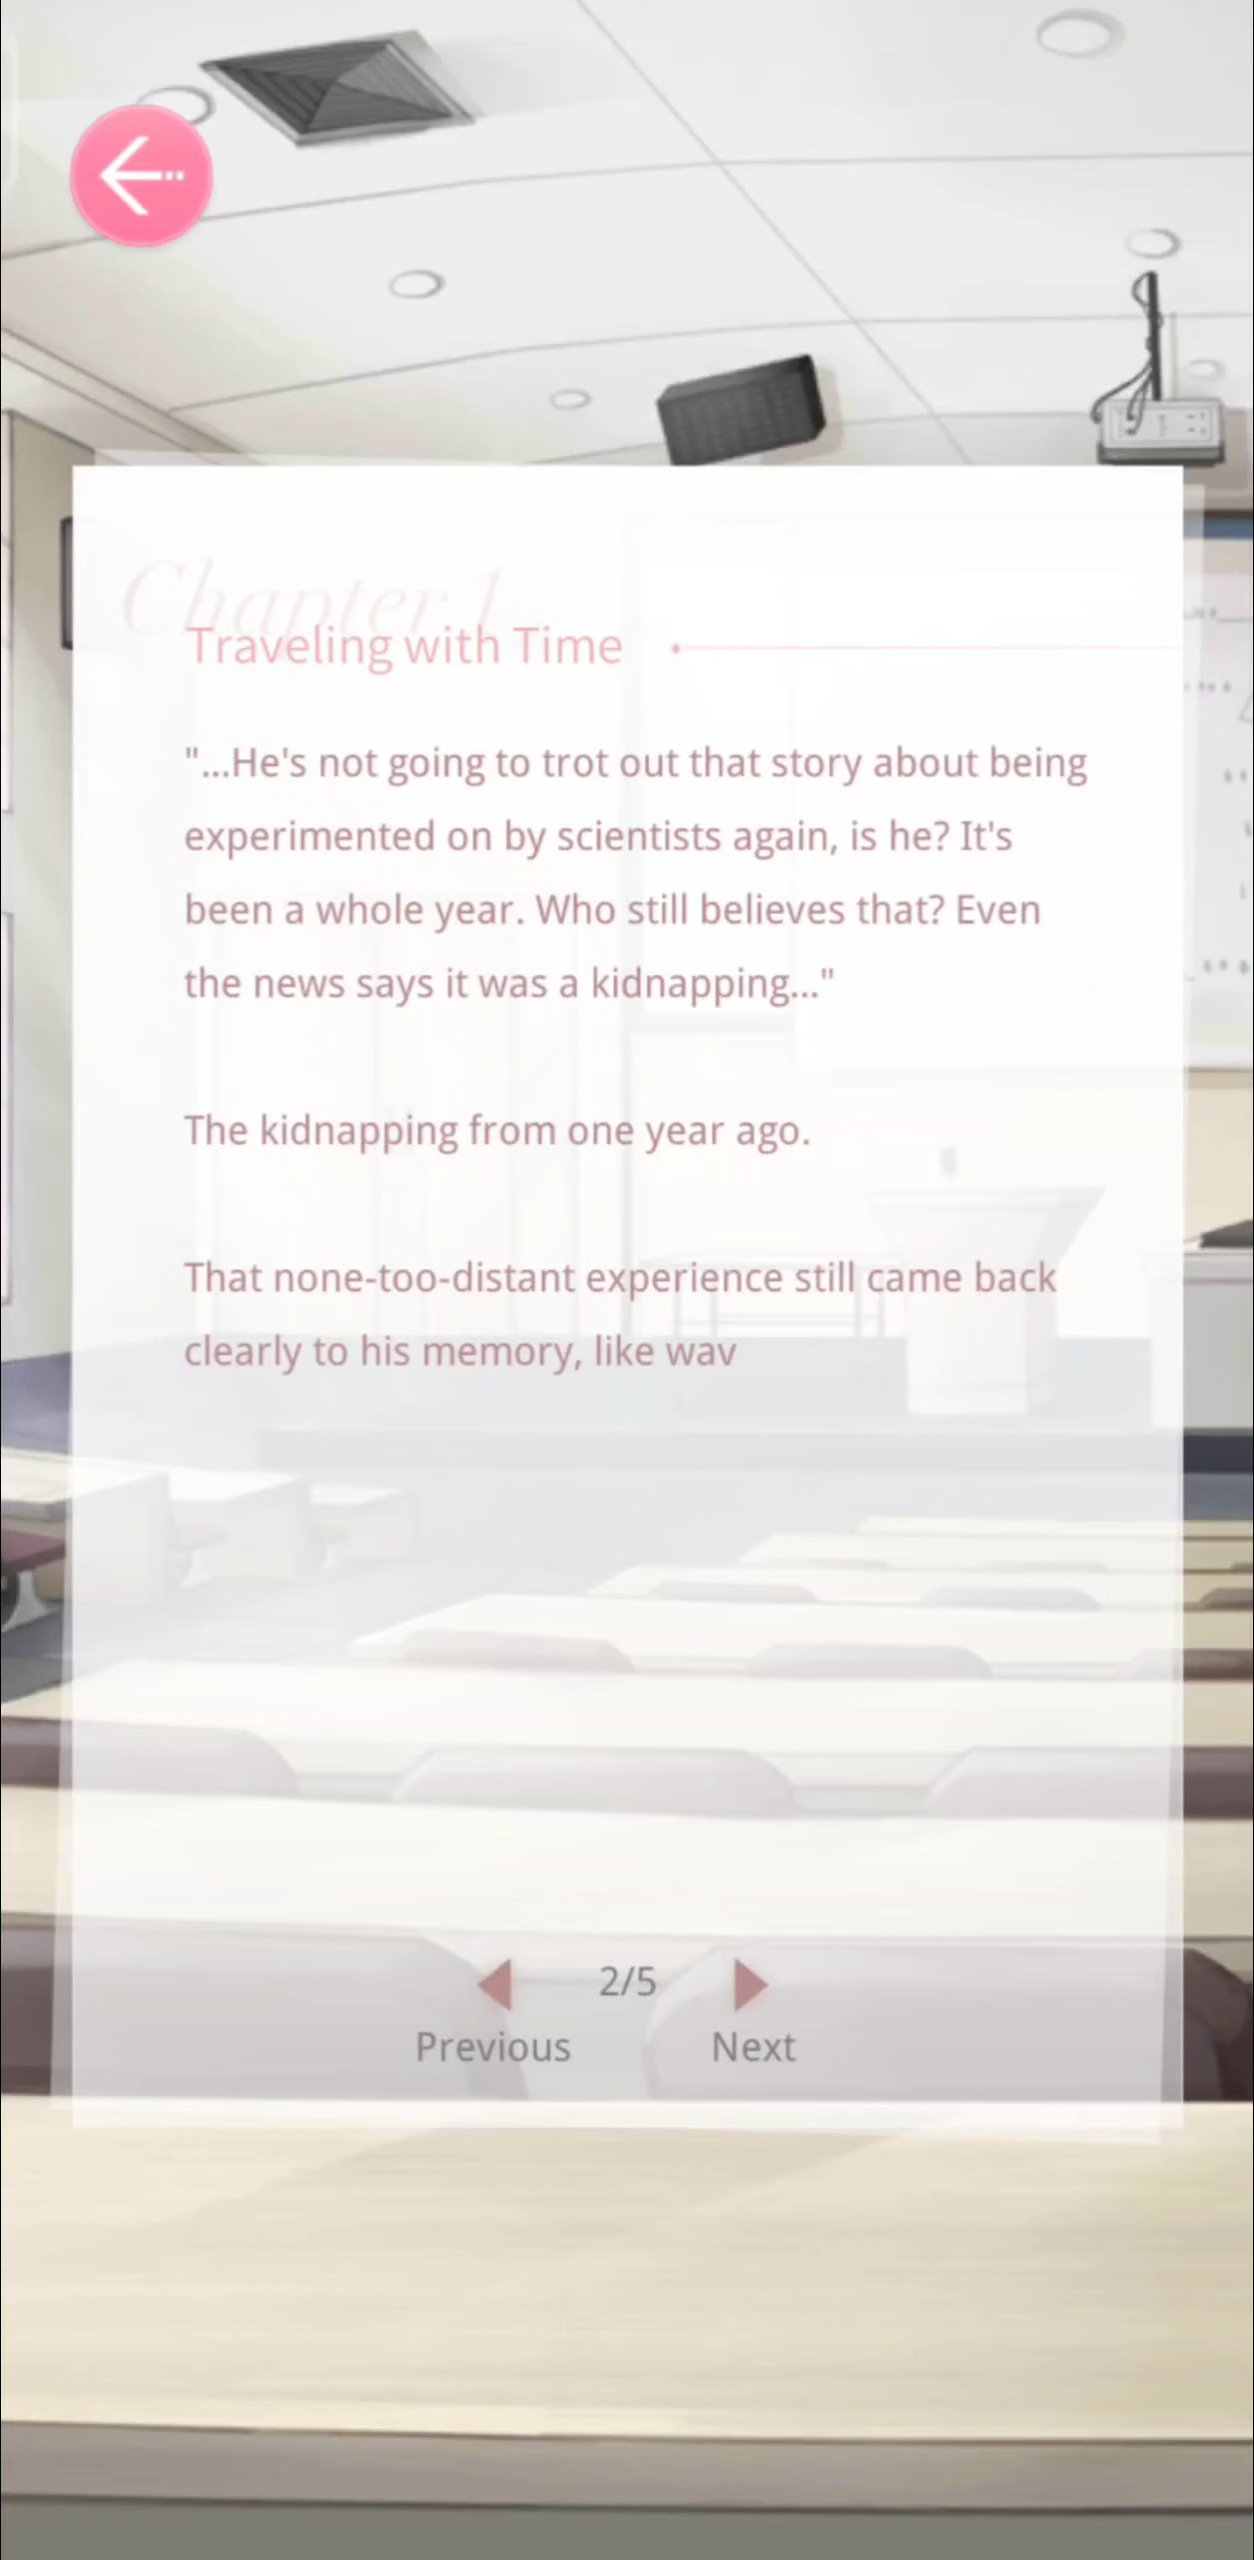 Chapter 1
Traveling with Time
"...He's not going to trot out that story about being
experimented on by scientists again, is he? It's
been a whole year. Who still believes that? Even
the news says it was a kidnapping..."
The kidnapping from one year ago.
That none-too-distant experience still came back
clearly to his memory, like wav
2/5
Previous
Next